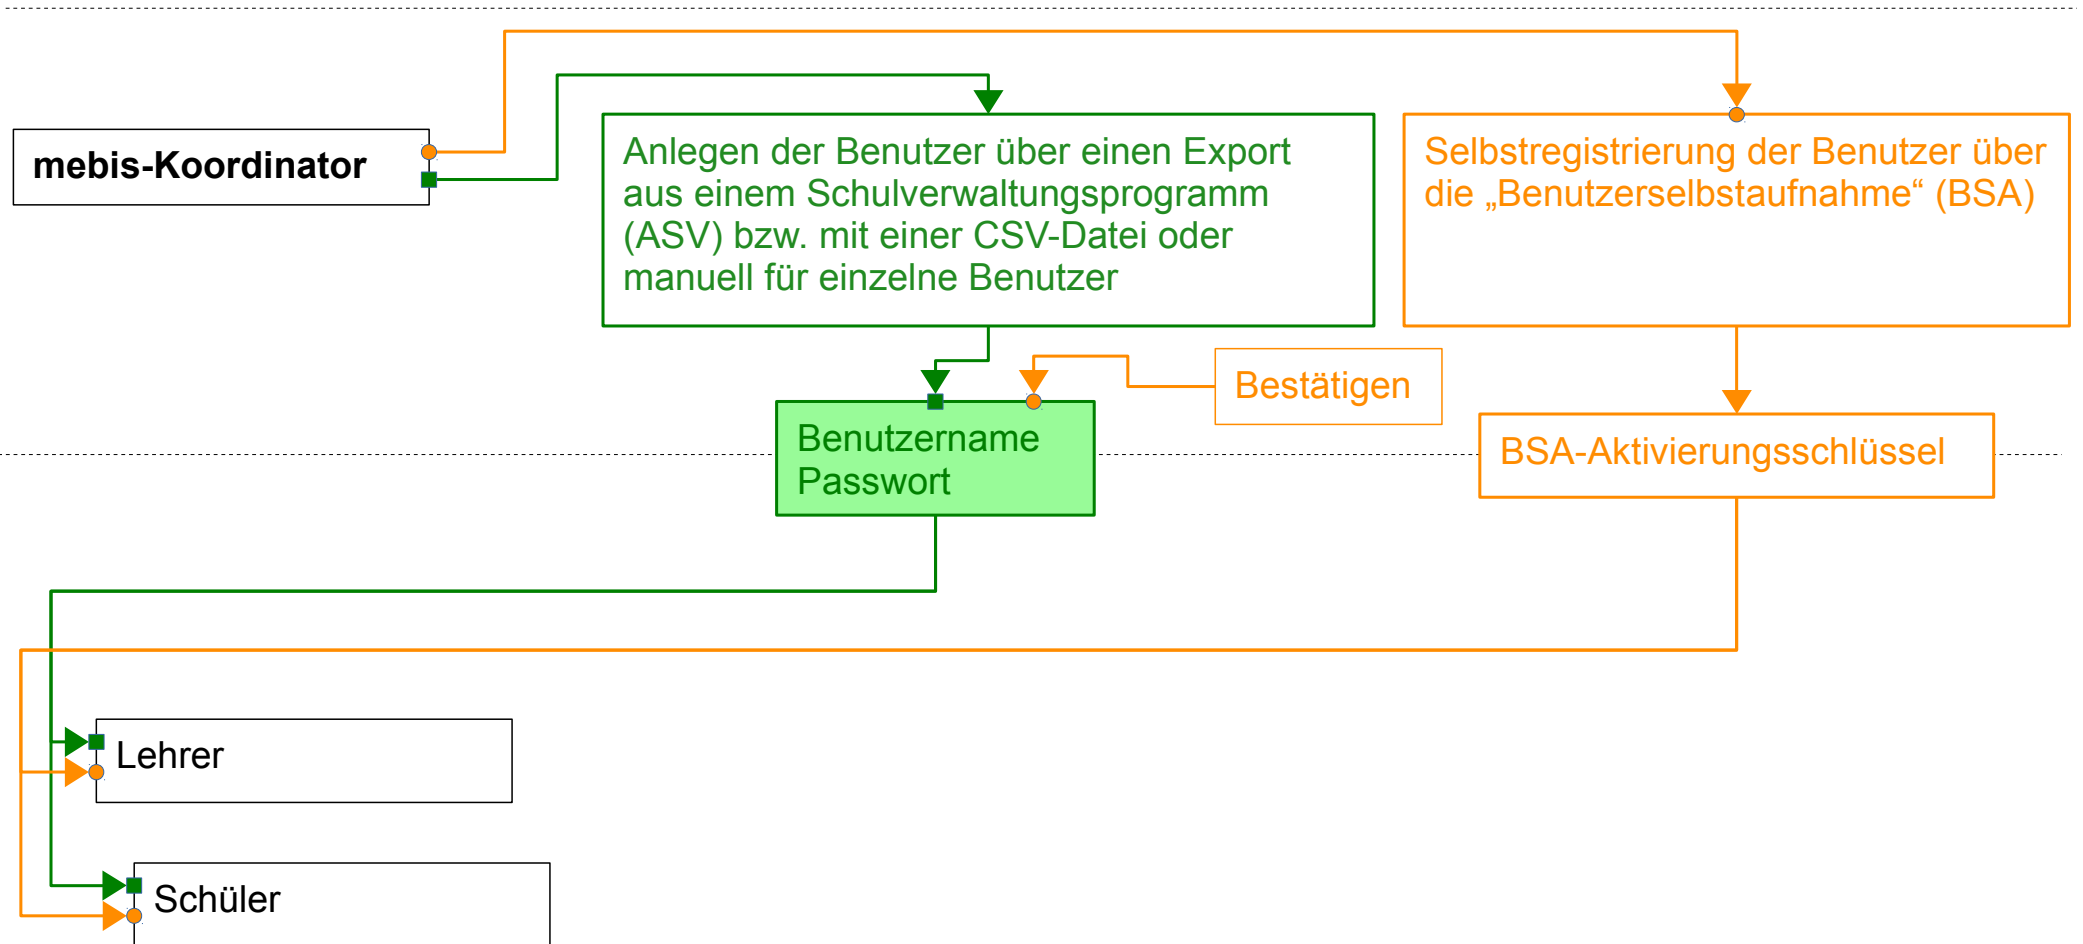 mebis-Koordinator
Anlegen der Benutzer über einen Export
aus einem Schulverwaltungsprogramm
(ASV) bzw. mit einer CSV-Datei oder
manuell für einzelne Benutzer
Selbstregistrierung der Benutzer über
die „Benutzerselbstaufnahme“ (BSA)
Bestätigen
Benutzername
Passwort
BSA-Aktivierungsschlüssel
Lehrer
Schüler